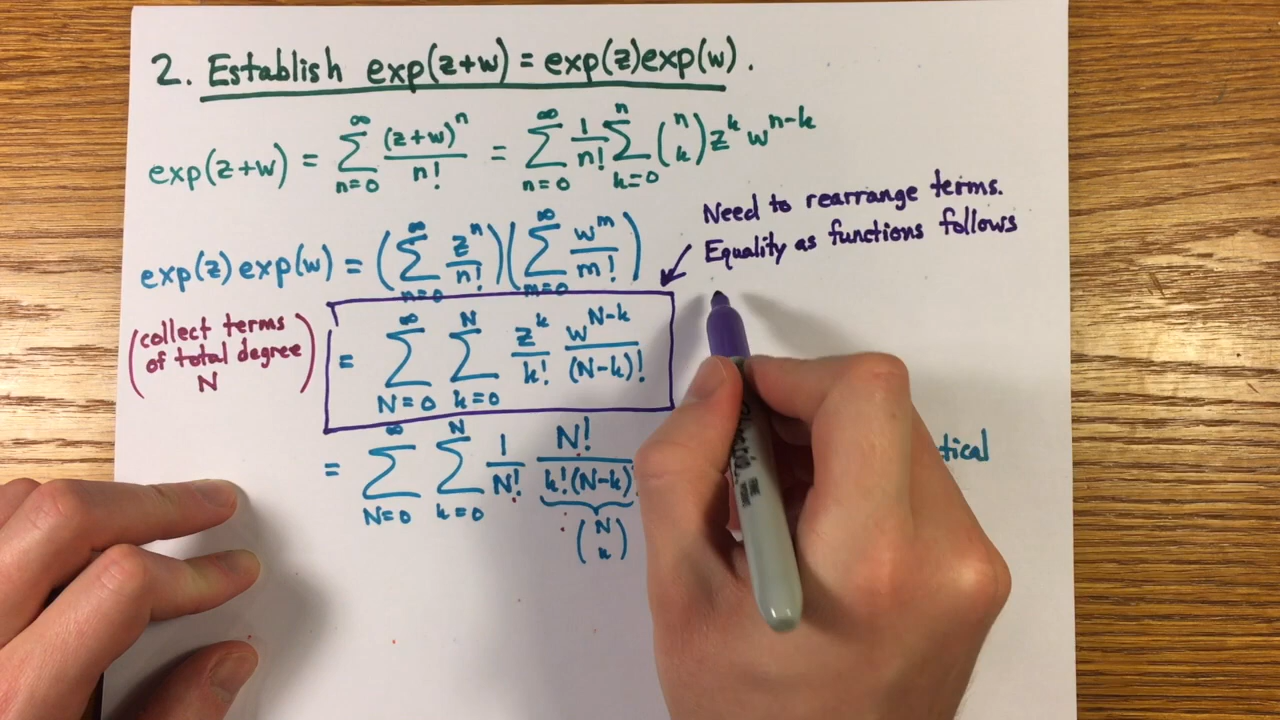 2. Establish exp(z+w) = exp(z)exp(w).
exp(z+w) = ∑_{n=0}^{∞} (z+w)^n / n! = ∑_{n=0}^{∞} 1/n! ∑_{k=0}^{n} (n k) z^k w^{n-k}
Need to rearrange terms.
Equality as functions follows
exp(z) exp(w) = (∑_{n=0}^{∞} z^n / n!)(∑_{m=0}^{∞} w^m / m!)
(collect terms
of total degree
N)
= ∑_{N=0}^{∞} ∑_{k=0}^{N} z^k / k! w^{N-k} / (N-k)!
= ∑_{N=0}^{∞} ∑_{k=0}^{N} 1/N! N! / k!(N-k)
(N k)